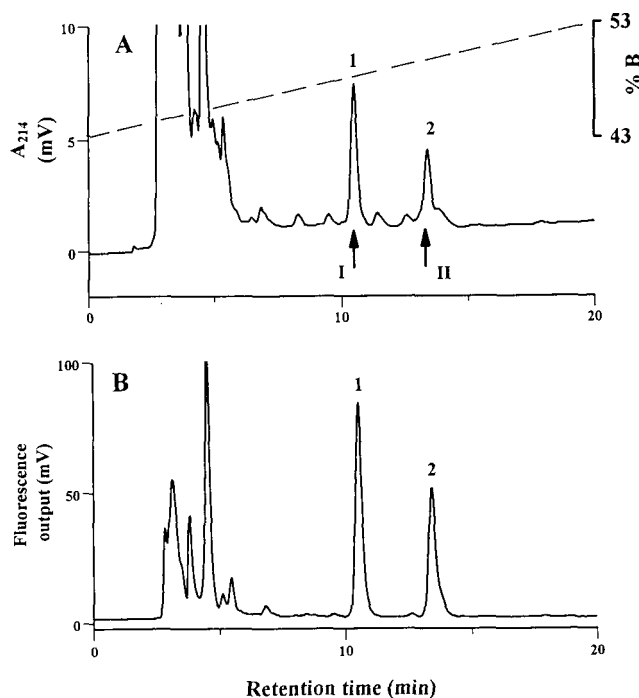 A
10
5
0
A214
(mV)
1
2
I
II
53
43
% B
0
10
20
B
100
50
0
Fluorescence
output (mV)
1
2
0
10
20
Retention time (min)